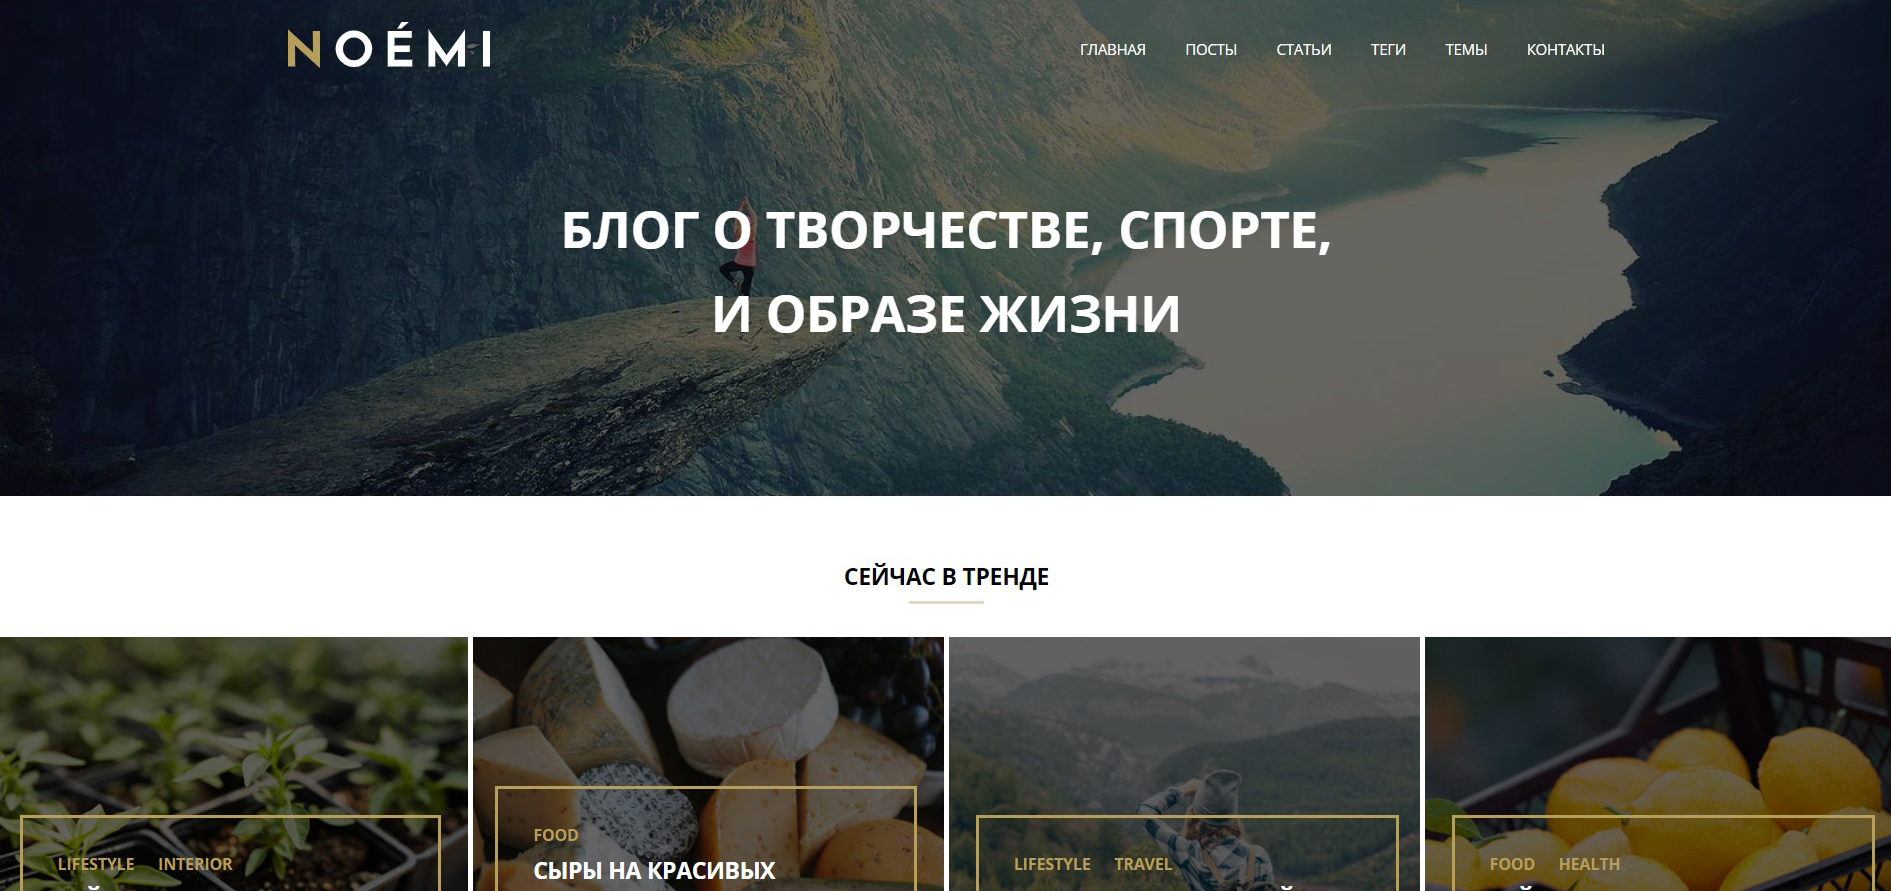 NOÉMI
ГЛАВНАЯ ПОСТЫ СТАТЬИ ТЕГИ ТЕМЫ КОНТАКТЫ
БЛОГ О ТВОРЧЕСТВЕ, СПОРТЕ,
И ОБРАЗЕ ЖИЗНИ
СЕЙЧАС В ТРЕНДЕ
LIFESTYLE INTERIOR
FOOD
СЫРЫ НА КРАСИВЫХ
LIFESTYLE TRAVEL
FOOD HEALTH